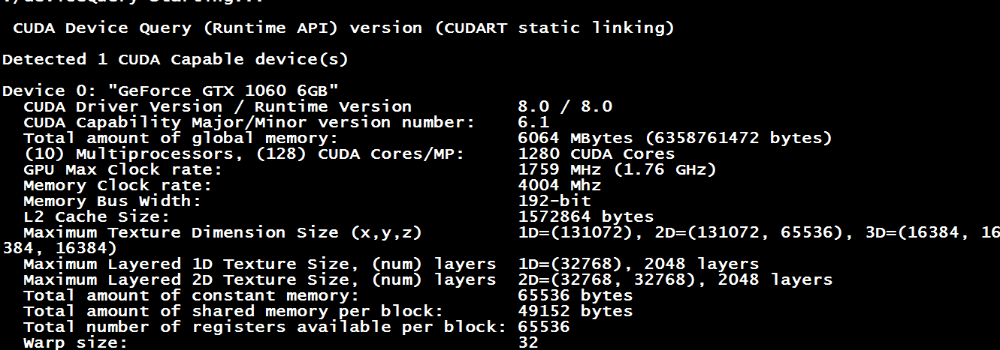 ./deviceQuery Starting...
CUDA Device Query (Runtime API) version (CUDART static linking)
Detected 1 CUDA Capable device(s)
Device 0: "GeForce GTX 1060 6GB"
CUDA Driver Version / Runtime Version 8.0 / 8.0
CUDA Capability Major/Minor version number: 6.1
Total amount of global memory: 6064 MBytes (6358761472 bytes)
(10) Multiprocessors, (128) CUDA Cores/MP: 1280 CUDA Cores
GPU Max Clock rate: 1759 MHz (1.76 GHz)
Memory Clock rate: 4004 Mhz
Memory Bus Width: 192-bit
L2 Cache Size: 1572864 bytes
Maximum Texture Dimension Size (x,y,z) 1D=(131072), 2D=(131072, 65536), 3D=(16384, 16
384, 16384)
Maximum Layered 1D Texture Size, (num) layers 1D=(32768), 2048 layers
Maximum Layered 2D Texture Size, (num) layers 2D=(32768, 32768), 2048 layers
Total amount of constant memory: 65536 bytes
Total amount of shared memory per block: 49152 bytes
Total number of registers available per block: 65536
Warp size: 32